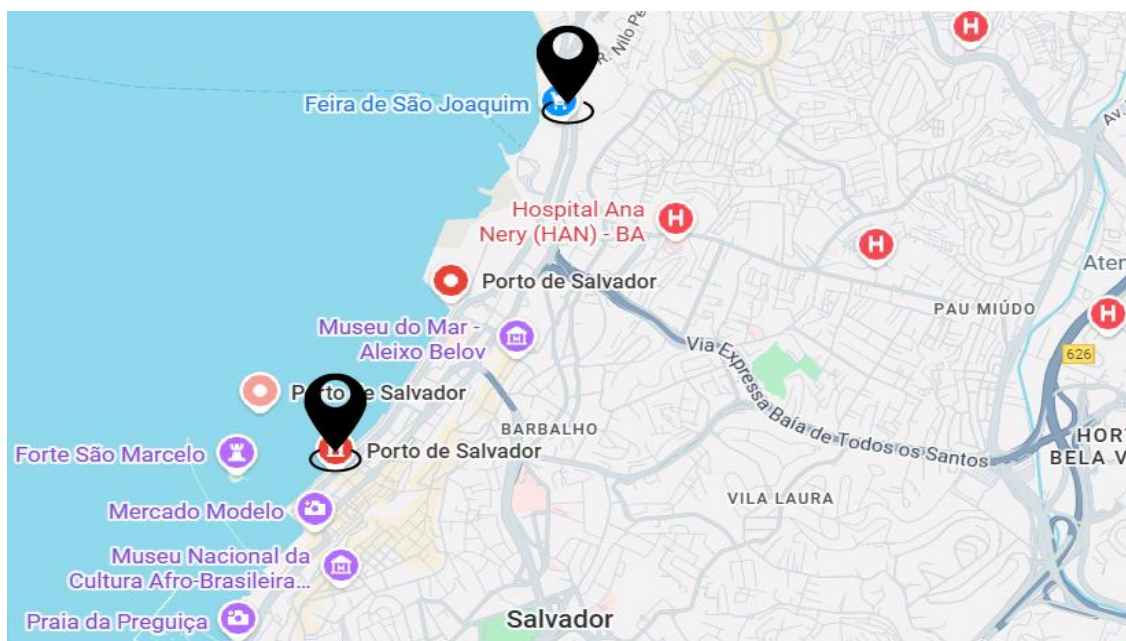 R. Nilo Pe
Feira de São Joaquim
Av.
Hospital Ana
Nery (HAN) - BA
H
H
H
H
Aten
Porto de Salvador
PAU MIÚDO
Museu do Mar -
Aleixo Belov
Via Expressa Baía de Todos os Santos
626
Porto de Salvador
BARBALHO
HORT
BELA V
Forte São Marcelo
Porto de Salvador
VILA LAURA
Mercado Modelo
Museu Nacional da
Cultura Afro-Brasileira...
Praia da Preguiça
Salvador